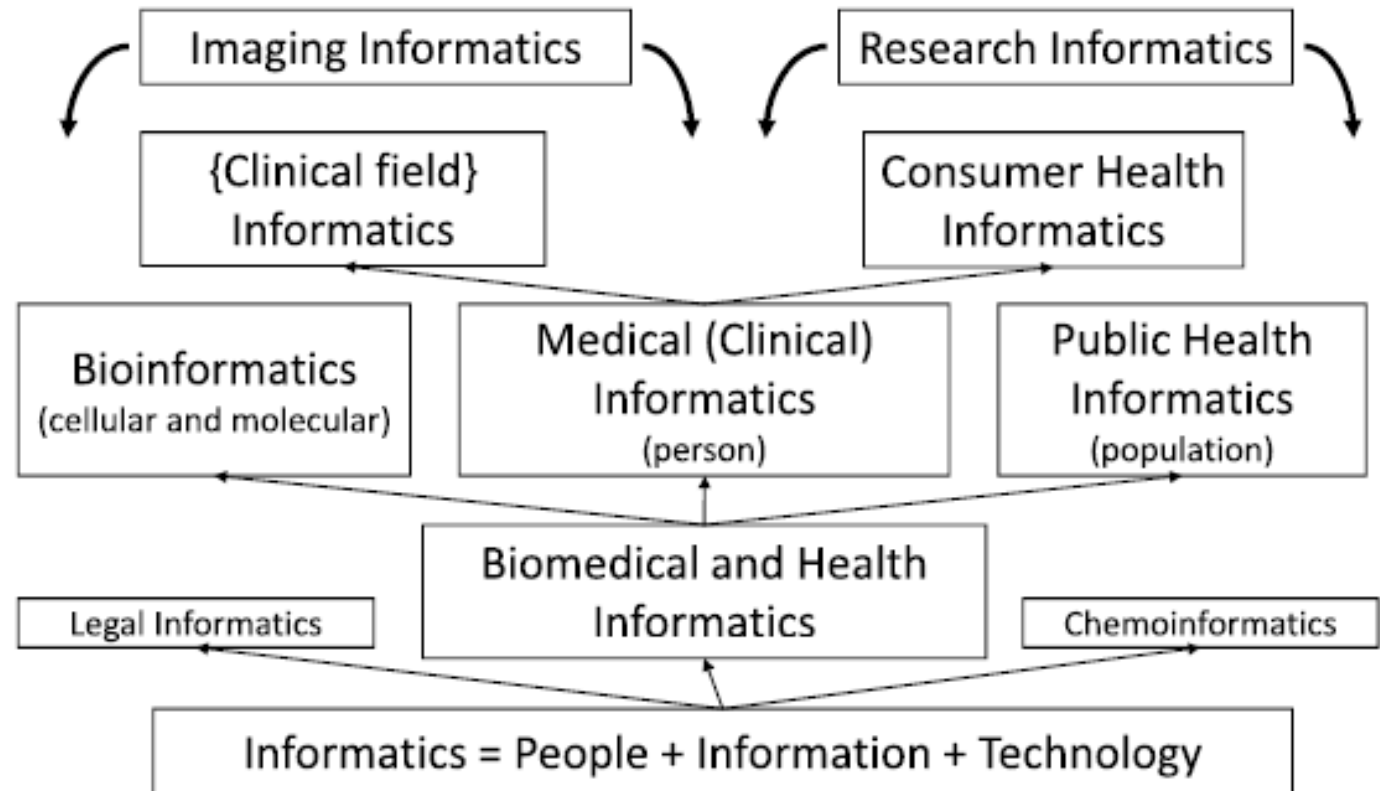 Imaging Informatics
Research Informatics
{Clinical field}
Informatics
Consumer Health
Informatics
Bioinformatics
(cellular and molecular)
Medical (Clinical)
Informatics
(person)
Public Health
Informatics
(population)
Biomedical and Health
Informatics
Legal Informatics
Chemoinformatics
Informatics = People + Information + Technology